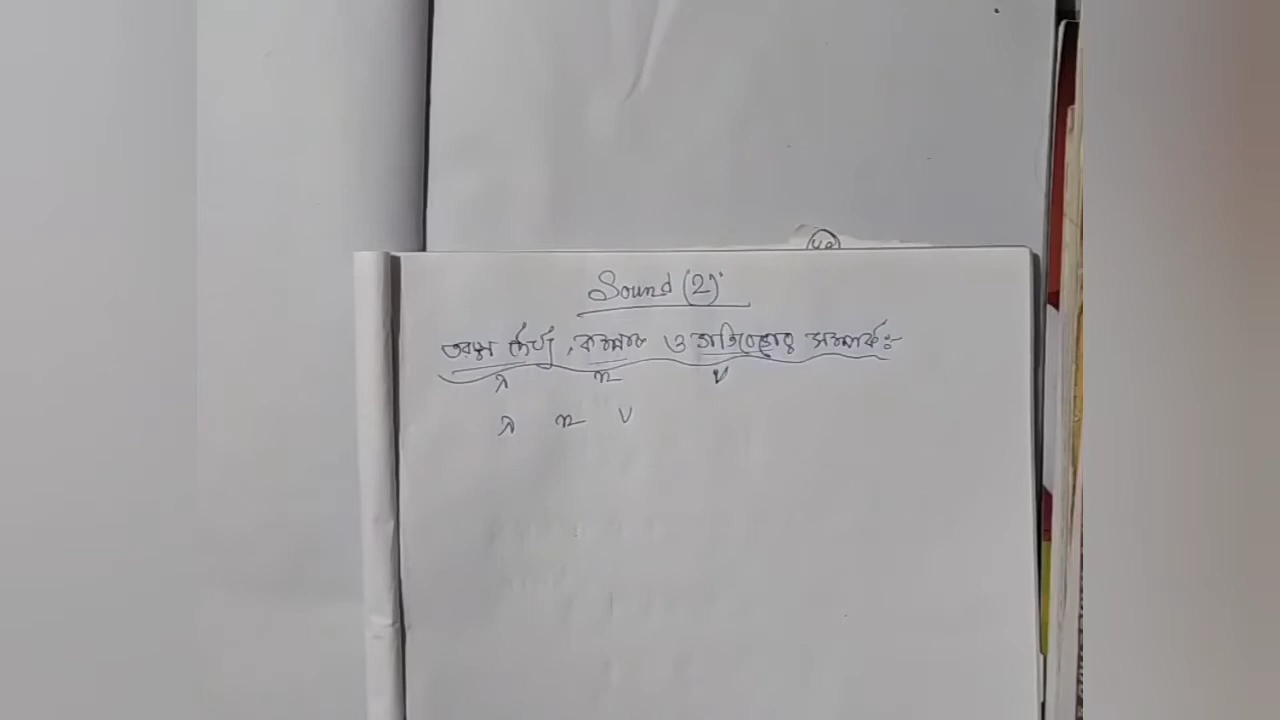 Sound (2)
তরঙ্গ দৈর্ঘ্য, কম্পাঙ্ক ও গতিবেগের সম্পর্ক:-
λ n V
λ n V